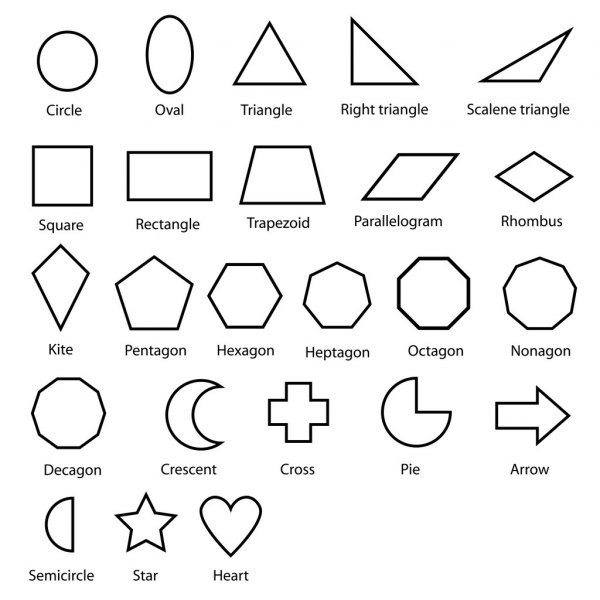 Circle Oval Triangle Right triangle Scalene triangle
Square Rectangle Trapezoid Parallelogram Rhombus
Kite Pentagon Hexagon Heptagon Octagon Nonagon
Decagon Crescent Cross Pie Arrow
Semicircle Star Heart